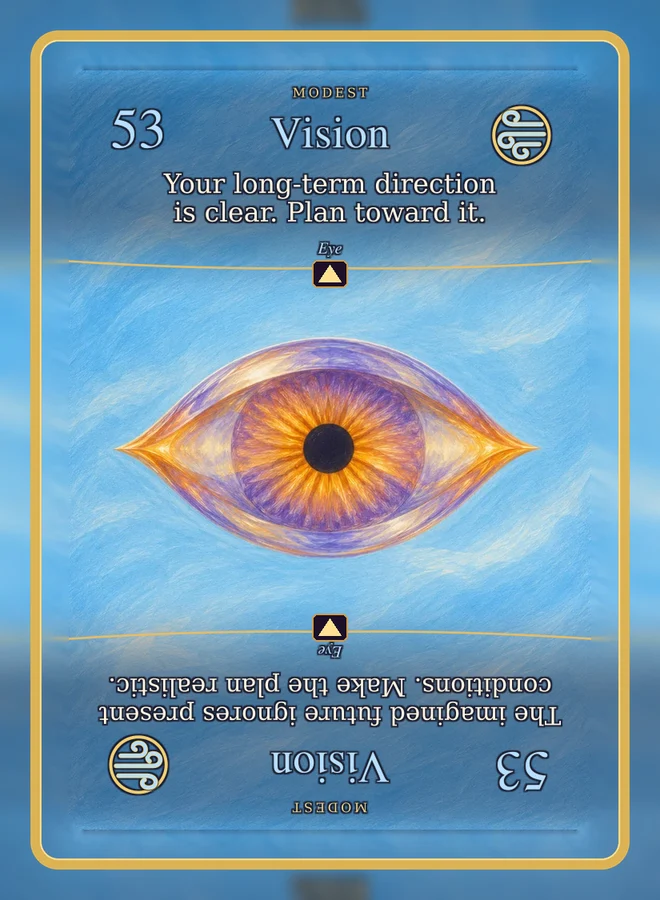 MODEST
53
Vision
Your long-term direction
is clear. Plan toward it.
Eye
Eye
The imagined future ignores present
conditions. Make the plan realistic.
53
Vision
MODEST